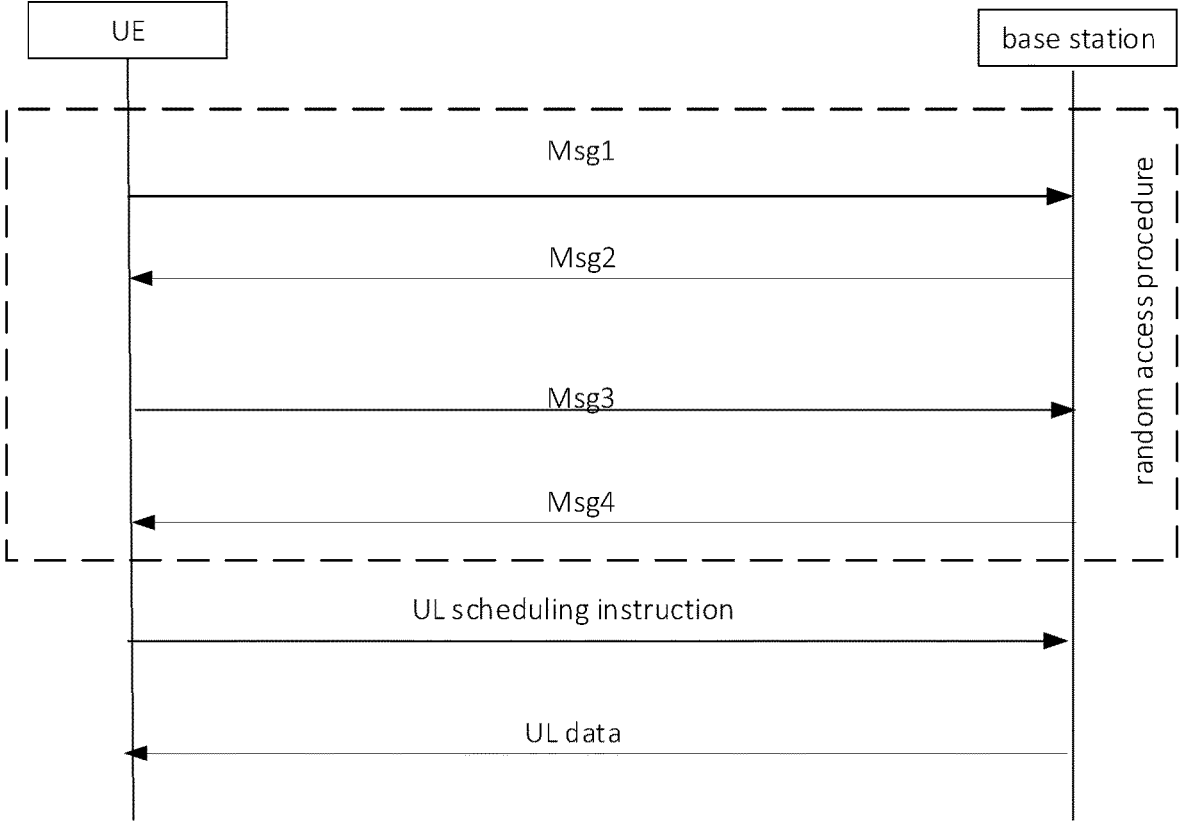 UE
base station
Msg1
Msg2
Msg3
Msg4
random access procedure
UL scheduling instruction
UL data